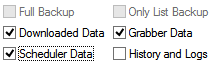 Full Backup
Only List Backup
Downloaded Data
Grabber Data
Scheduler Data
History and Logs